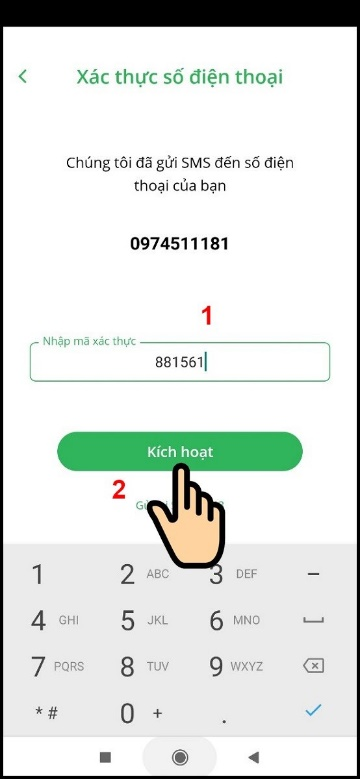 Xác thực số điện thoại
Chúng tôi đã gửi SMS đến số điện
thoại của bạn
0974511181
1
Nhập mã xác thực
881561
Kích hoạt
2
1 2 ABC 3 DEF –
4 GHI 5 JKL 6 MNO
7 PQRS 8 TUV 9 WXYZ
* # 0 + .